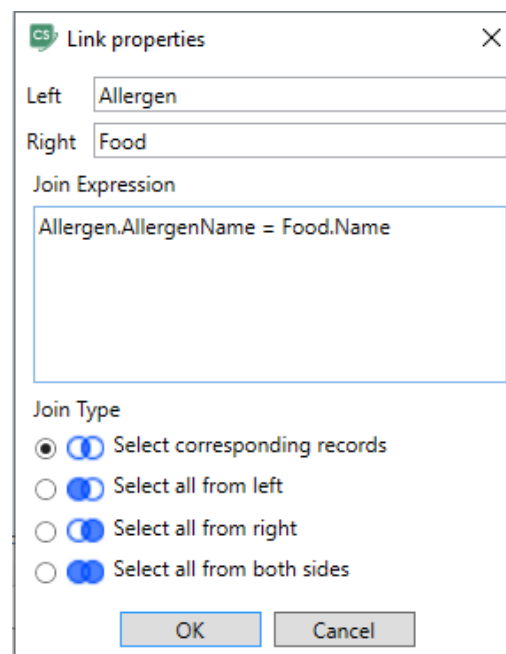 CS Link properties
Left Allergen
Right Food
Join Expression
Allergen.AllergenName = Food.Name
Join Type
Select corresponding records
Select all from left
Select all from right
Select all from both sides
OK Cancel